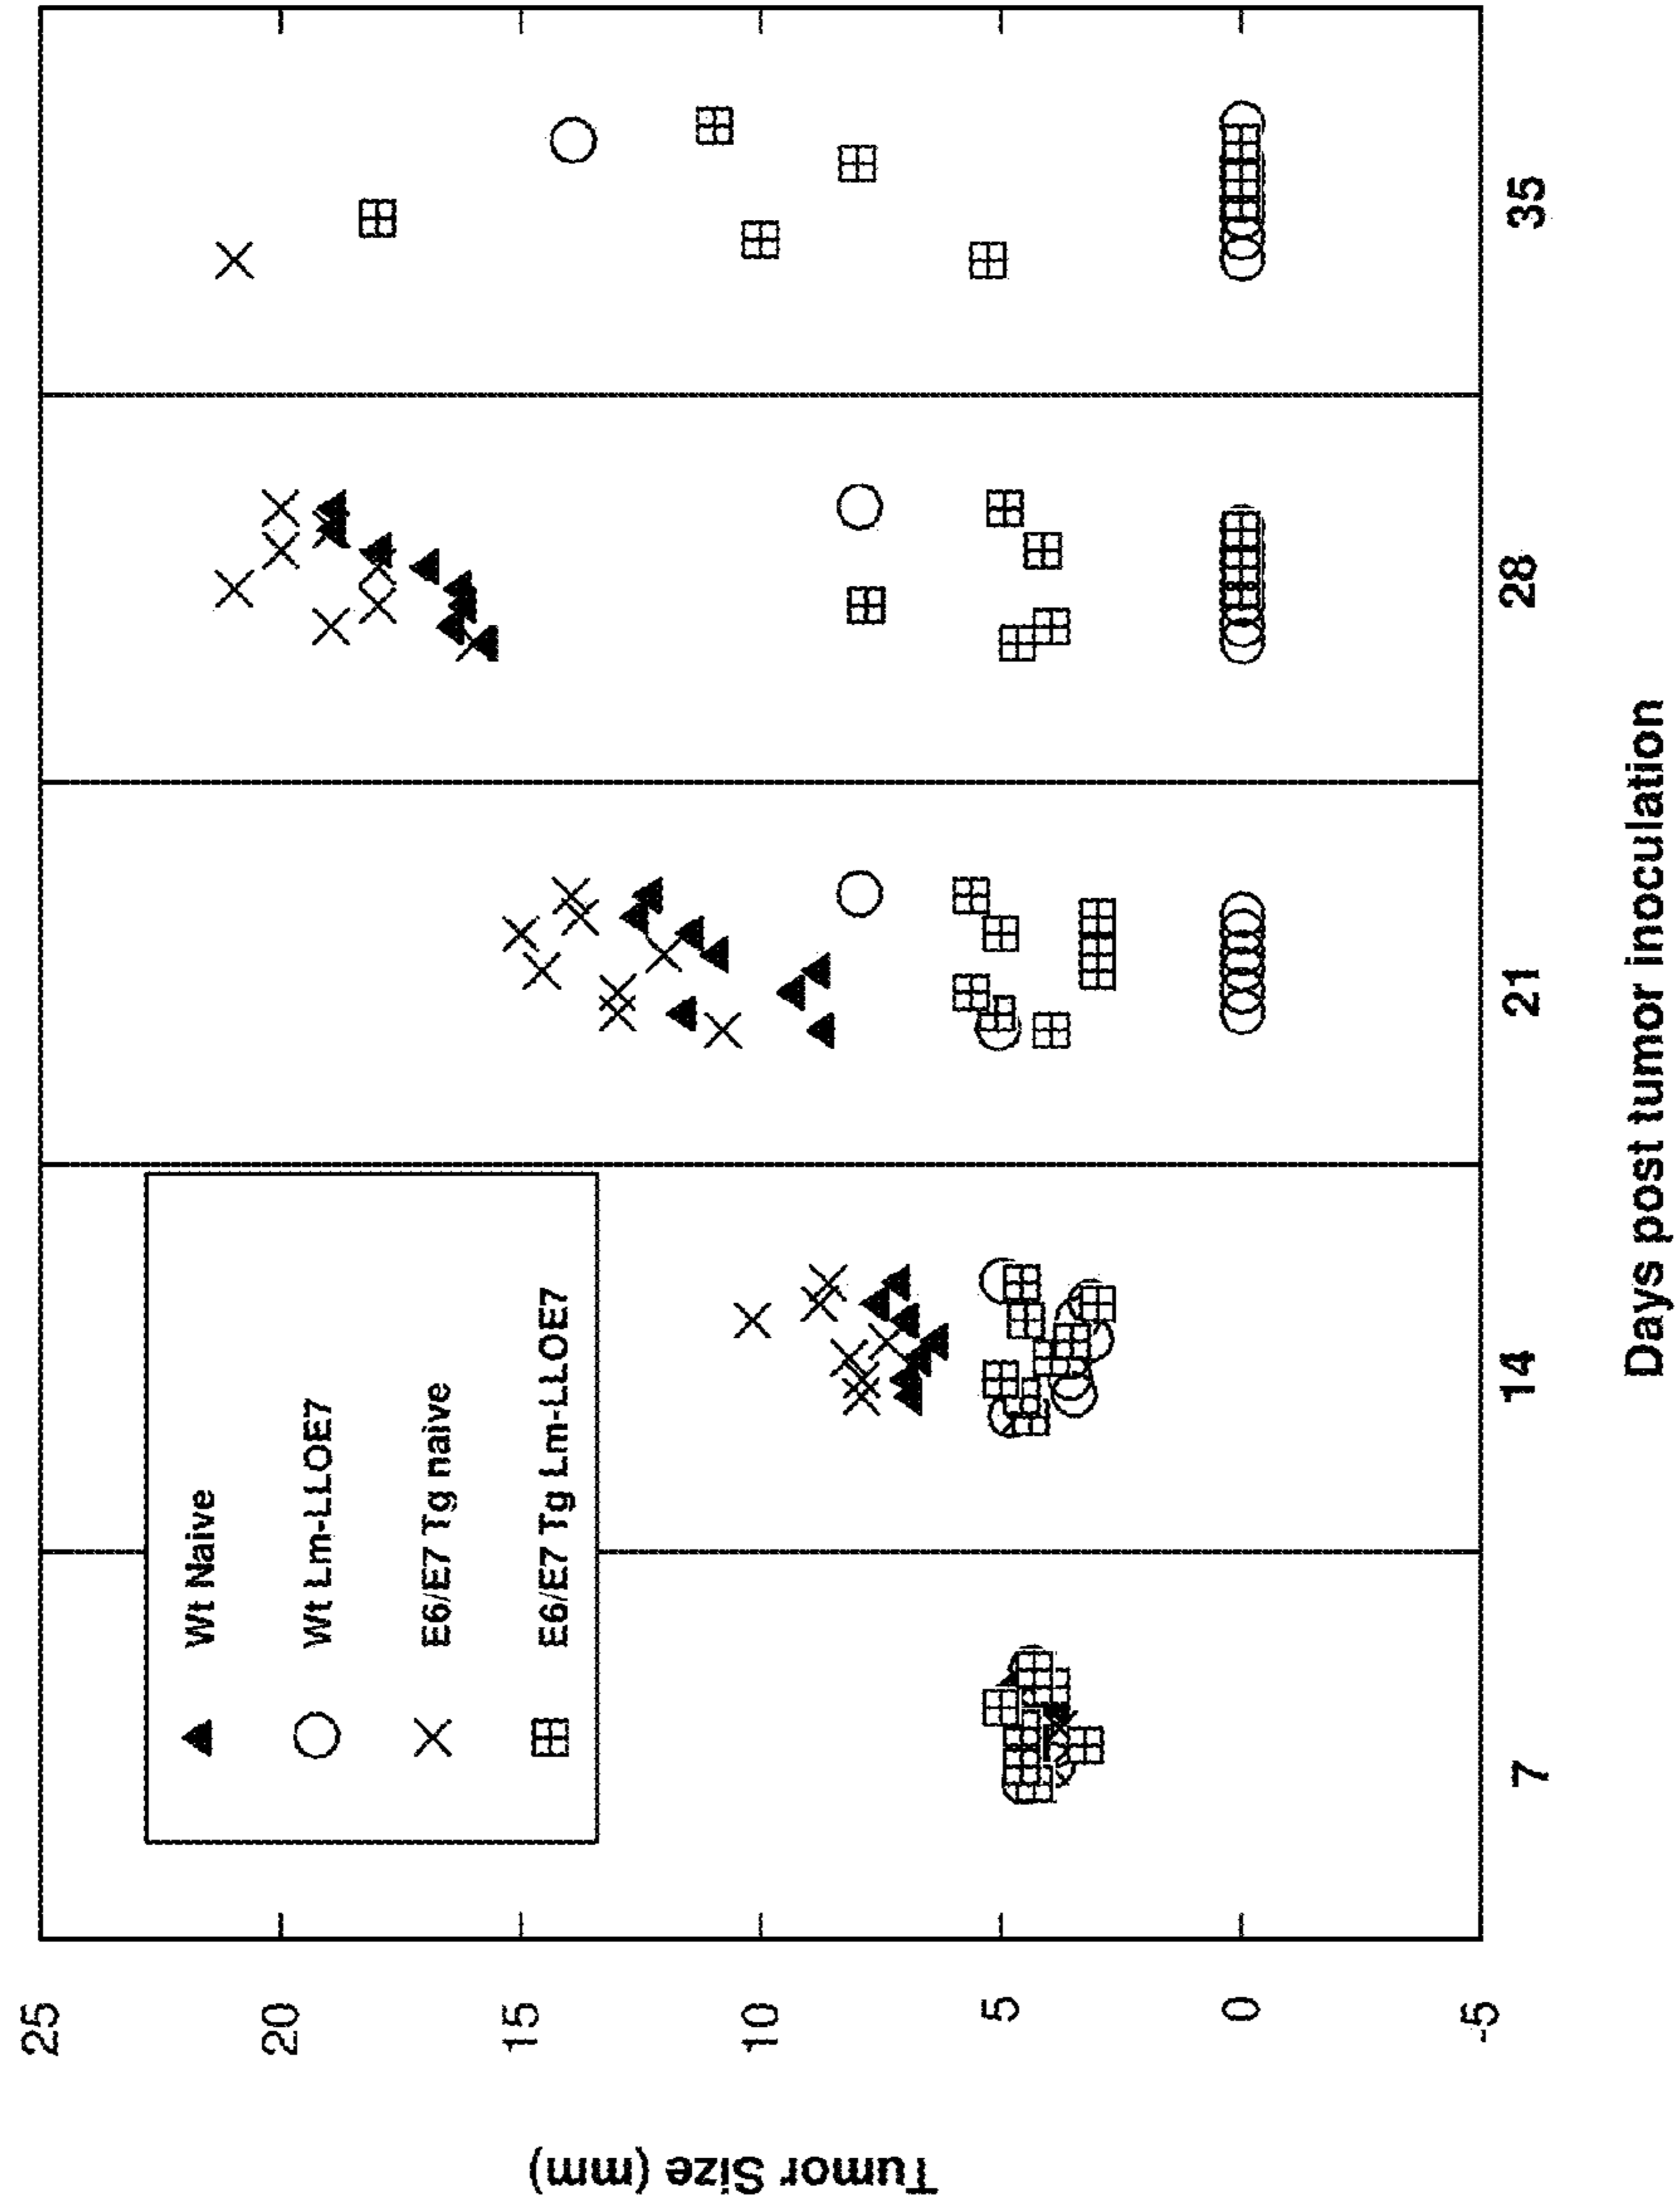 Tumor Size (mm)
25
20
15
10
5
0
-5
Wt Naive
Wt Lm-LLOE7
E6/E7 Tg naive
E6/E7 Tg Lm-LLOE7
7
14
21
28
35
Days post tumor inoculation